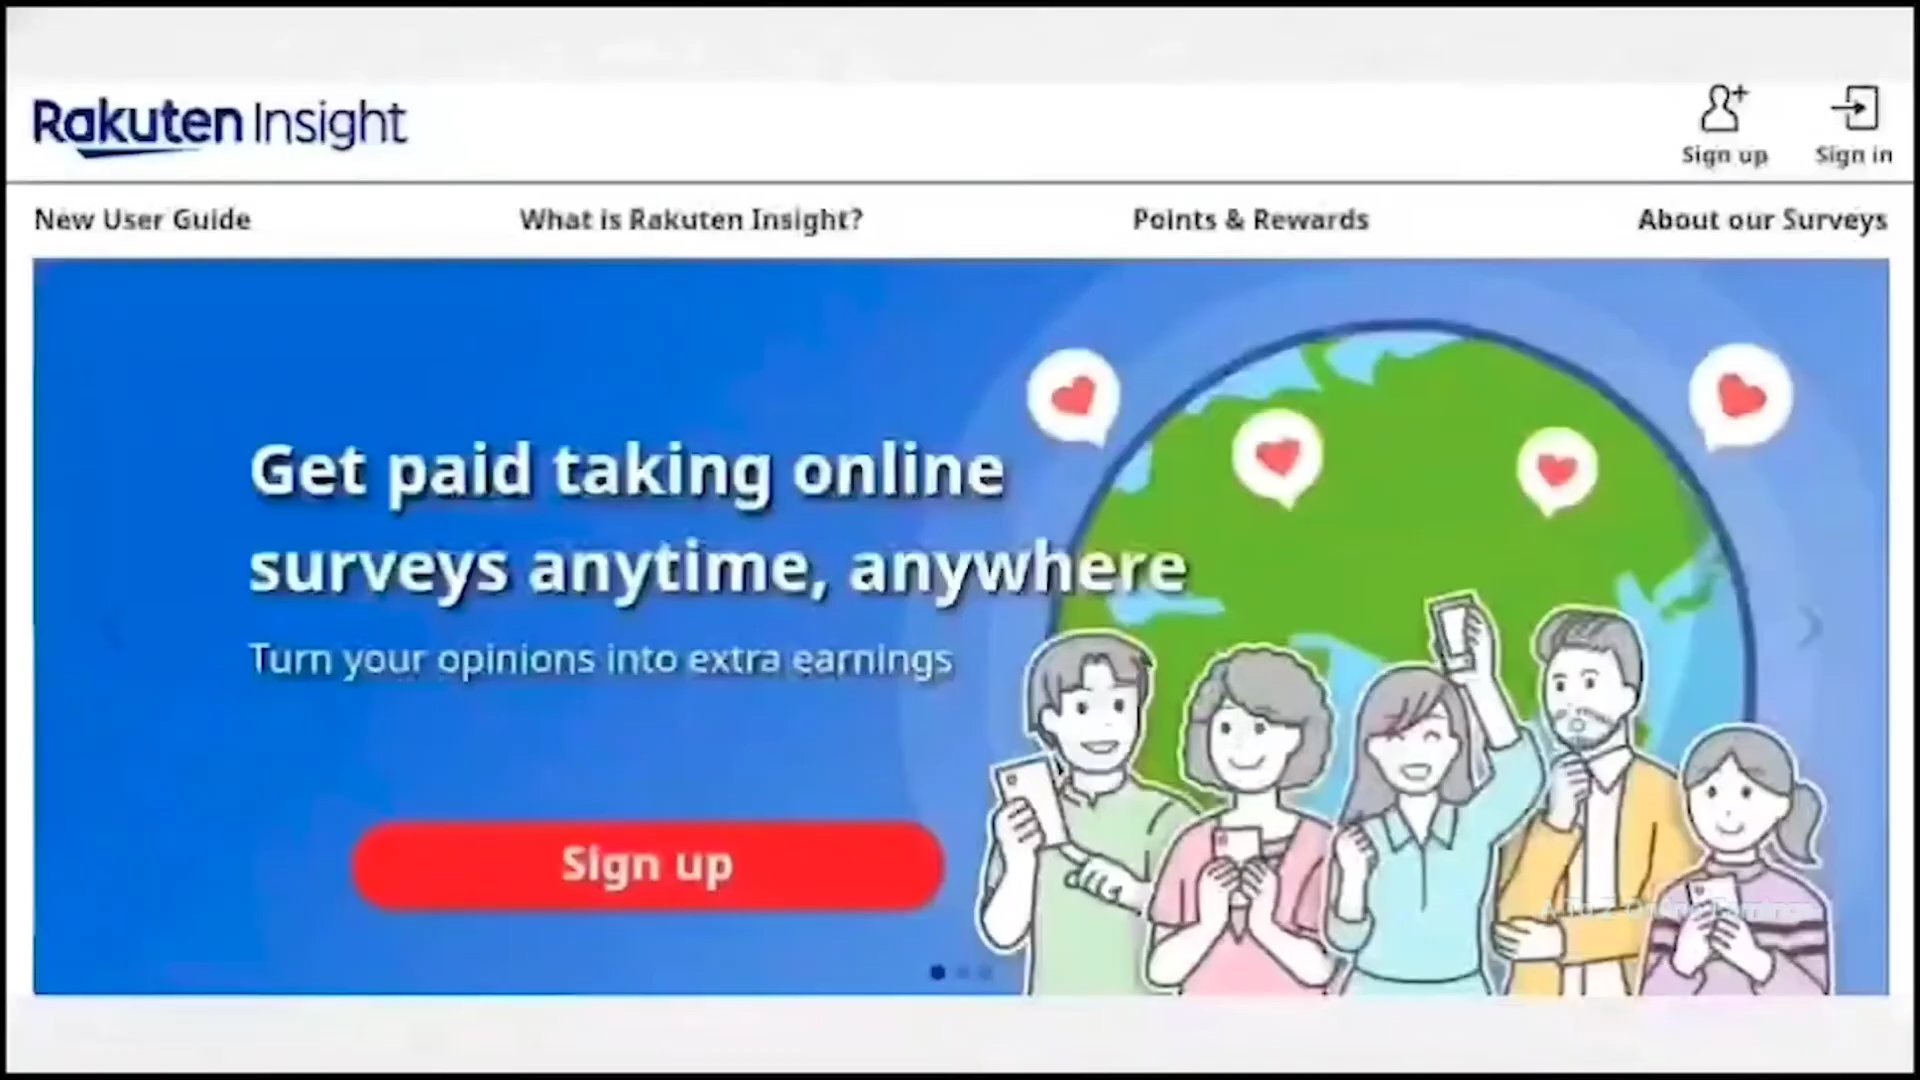 Rakuten Insight
Sign up
Sign in
New User Guide
What is Rakuten Insight?
Points & Rewards
About our Surveys
Get paid taking online
surveys anytime, anywhere
Turn your opinions into extra earnings
Sign up